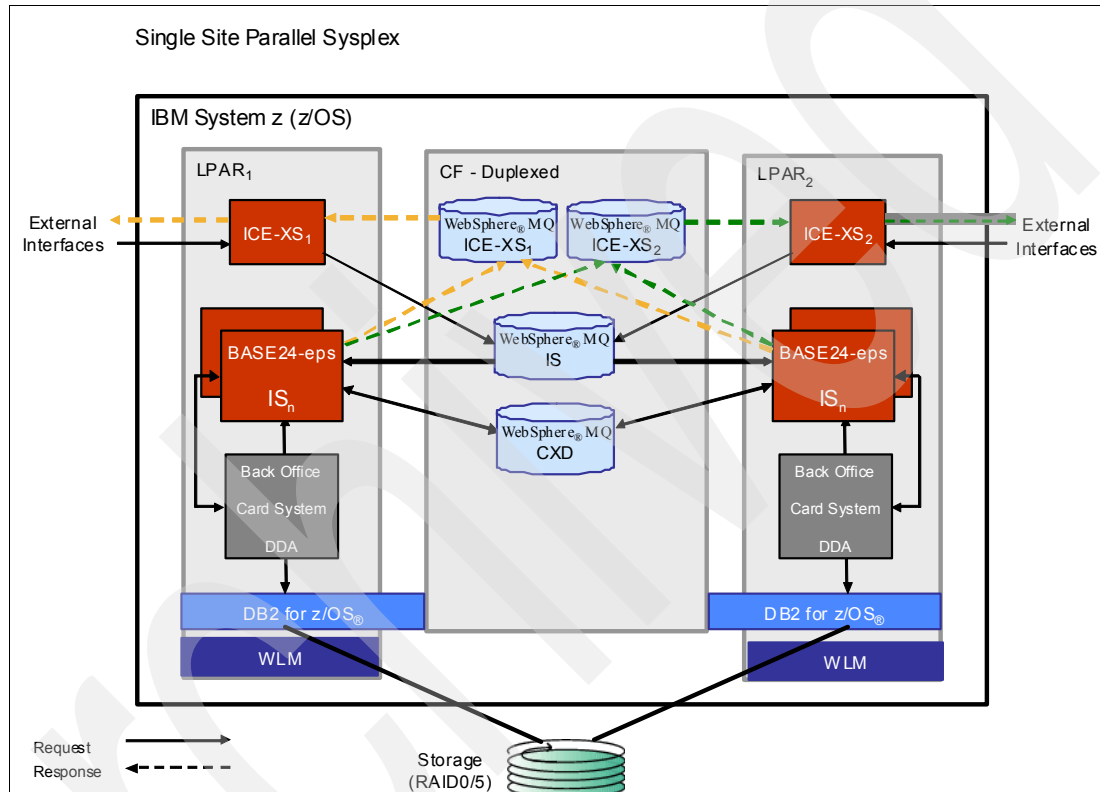 Single Site Parallel Sysplex
IBM System z (z/OS)
LPAR1
CF - Duplexed
LPAR2
External
Interfaces
ICE-XS1
WebSphere® MQ
ICE-XS1
WebSphere® MQ
ICE-XS2
ICE-XS2
External
Interfaces
BASE24-eps
ISn
WebSphere® MQ
IS
BASE24-eps
ISn
WebSphere® MQ
CXD
Back Office
Card System
DDA
Back Office
Card System
DDA
DB2 for z/OS®
DB2 for z/OS®
WLM
WLM
Request
Response
Storage
(RAID0/5)